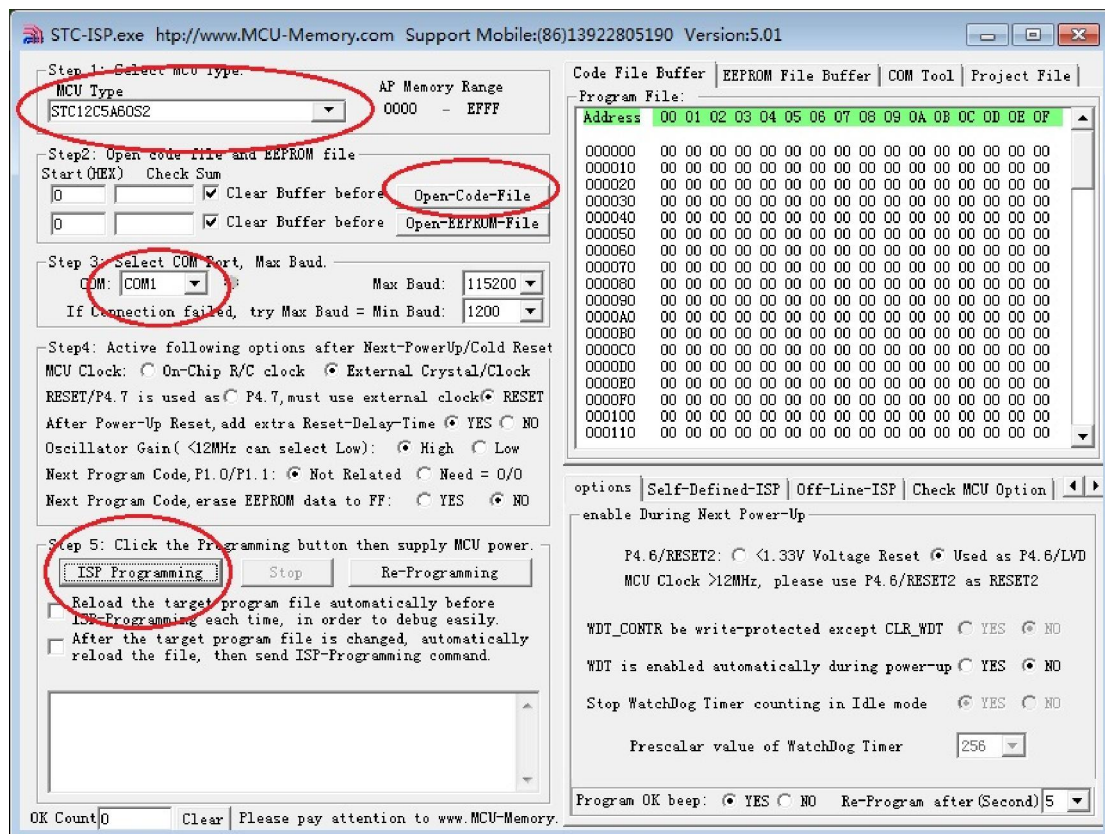 STC-ISP.exe htp://www.MCU-Memory.com Support Mobile:(86)13922805190 Version:5.01
Step 1: Select MCU Type.
MCU Type
AP Memory Range
STC12C5A60S2
0000 - EFFF
Step2: Open code file and EEPROM file
Start(HEX) Check Sum
0
Clear Buffer before
Open-Code-File
0
Clear Buffer before
Open-EEPROM-File
Step 3: Select COM Port, Max Baud.
COM: COM1
Max Baud: 115200
If Connection failed, try Max Baud = Min Baud: 1200
Step4: Active following options after Next-PowerUp/Cold Reset
MCU Clock: On-Chip R/C clock External Crystal/Clock
RESET/P4.7 is used as P4.7,must use external clock RESET
After Power-Up Reset, add extra Reset-Delay-Time YES NO
Oscillator Gain( <12MHz can select Low): High Low
Next Program Code,P1.0/P1.1: Not Related Need = 0/0
Next Program Code,erase EEPROM data to FF: YES NO
Step 5: Click the Programming button then supply MCU power.
ISP Programming
Stop
Re-Programming
Reload the target program file automatically before
ISP-Programming each time, in order to debug easily.
After the target program file is changed, automatically
reload the file, then send ISP-Programming command.
OK Count 0
Clear
Please pay attention to www.MCU-Memory.
Code File Buffer
EEPROM File Buffer
COM Tool
Project File
Program File:
Address 00 01 02 03 04 05 06 07 08 09 0A 0B 0C 0D 0E 0F
000000 00 00 00 00 00 00 00 00 00 00 00 00 00 00 00 00
000010 00 00 00 00 00 00 00 00 00 00 00 00 00 00 00 00
000020 00 00 00 00 00 00 00 00 00 00 00 00 00 00 00 00
000030 00 00 00 00 00 00 00 00 00 00 00 00 00 00 00 00
000040 00 00 00 00 00 00 00 00 00 00 00 00 00 00 00 00
000050 00 00 00 00 00 00 00 00 00 00 00 00 00 00 00 00
000060 00 00 00 00 00 00 00 00 00 00 00 00 00 00 00 00
000070 00 00 00 00 00 00 00 00 00 00 00 00 00 00 00 00
000080 00 00 00 00 00 00 00 00 00 00 00 00 00 00 00 00
000090 00 00 00 00 00 00 00 00 00 00 00 00 00 00 00 00
0000A0 00 00 00 00 00 00 00 00 00 00 00 00 00 00 00 00
0000B0 00 00 00 00 00 00 00 00 00 00 00 00 00 00 00 00
0000C0 00 00 00 00 00 00 00 00 00 00 00 00 00 00 00 00
0000D0 00 00 00 00 00 00 00 00 00 00 00 00 00 00 00 00
0000E0 00 00 00 00 00 00 00 00 00 00 00 00 00 00 00 00
0000F0 00 00 00 00 00 00 00 00 00 00 00 00 00 00 00 00
000100 00 00 00 00 00 00 00 00 00 00 00 00 00 00 00 00
000110 00 00 00 00 00 00 00 00 00 00 00 00 00 00 00 00
options
Self-Defined-ISP
Off-Line-ISP
Check MCU Option
enable During Next Power-Up
P4.6/RESET2: <1.33V Voltage Reset Used as P4.6/LVD
MCU Clock >12MHz, please use P4.6/RESET2 as RESET2
WDT_CONTR be write-protected except CLR_WDT YES NO
WDT is enabled automatically during power-up YES NO
Stop WatchDog Timer counting in Idle mode YES NO
Prescalar value of WatchDog Timer 256
Program OK beep: YES NO Re-Program after(Second) 5